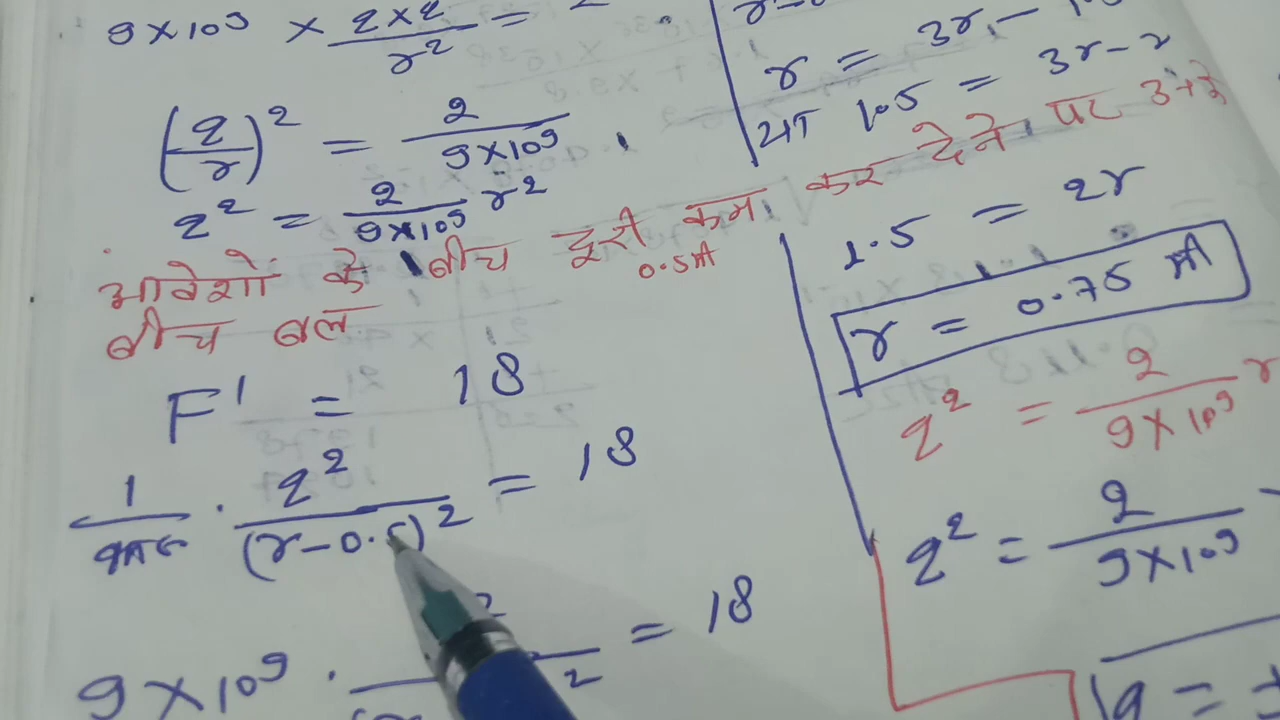 9×10⁹ × q×q/r² =
(q/r)² = 2/9×10⁹
q² = 2/9×10⁹ r²
आवेशों के बीच दूरी 0.5मी कम कर देने पर उनके
बीच बल
F' = 18
1/4πϵ · q²/(r−0.5)² = 18
9×10⁹ · 2 = 18
r = 3r −
या 1.5 = 3r−r
1.5 = 2r
r = 0.75 मी
q² = 2/9×10⁹ r
q² = 2/9×10⁹
q =